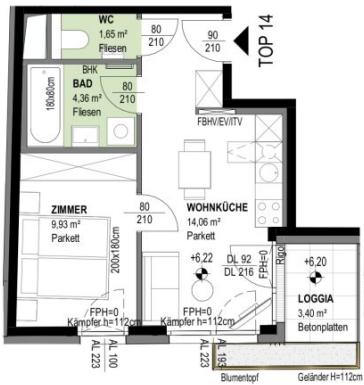 WC
1,65 m²
Fliesen
80
210
90
210
TOP 14
BHK
BAD
4,36 m²
Fliesen
180x80cm
80
210
FBHV/EV/ITV
ZIMMER
9,93 m²
Parkett
80
210
WOHNKÜCHE
14,06 m²
Parkett
200x180cm
+6,22
DL 92
DL 216
FPH=0
Rigol
+6,20
LOGGIA
3,40 m²
Betonplatten
FPH=0
Kämpfer h=112cm
FPH=0
Kämpfer h=112cm
AL 223
AL 100
AL 223
AL 193
Blumentopf
Geländer H=112cm